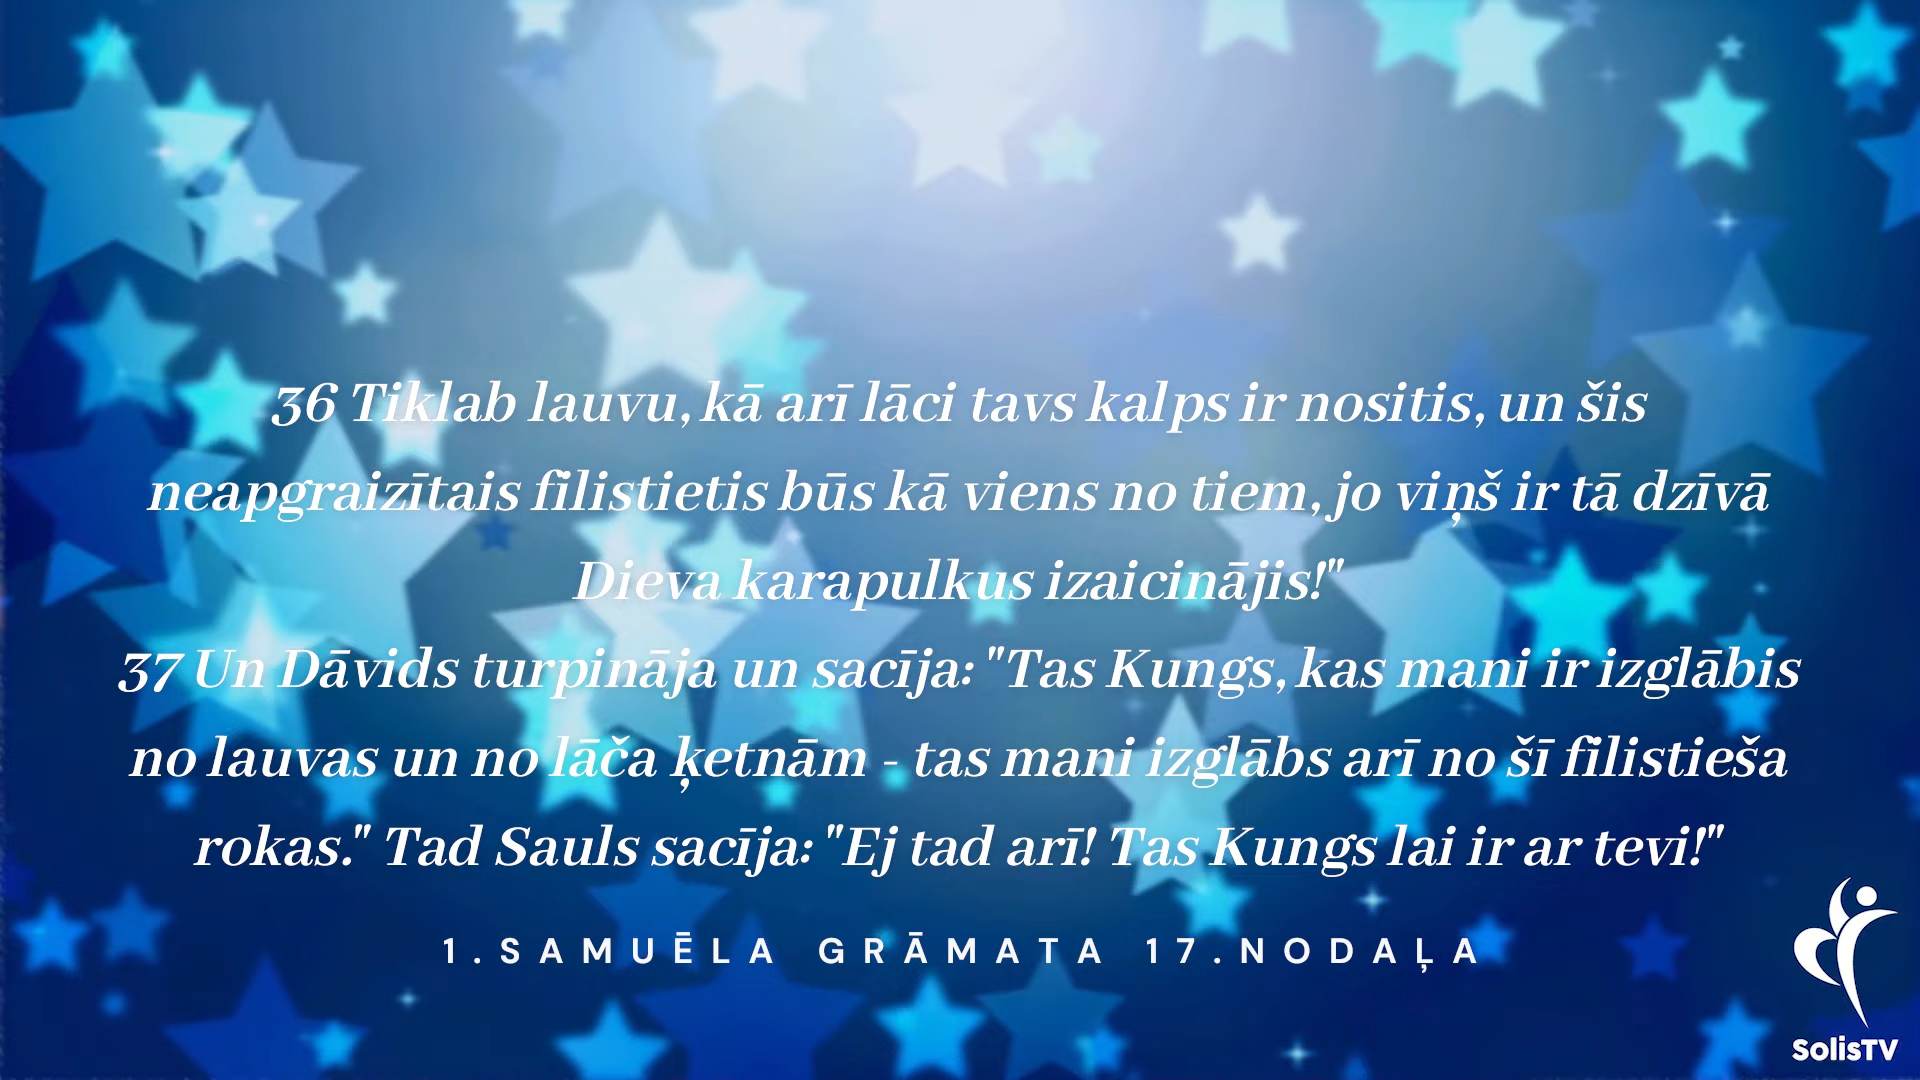 36 Tiklab lauvu, kā arī lāci tavs kalps ir nositis, un šis
neapgraizītais filistietis būs kā viens no tiem, jo viņš ir tā dzīvā
Dieva karapulkus izaicinājis!"
37 Un Dāvids turpināja un sacīja: "Tas Kungs, kas mani ir izglābis
no lauvas un no lāča ķetnām - tas mani izglābs arī no šī filistieša
rokas." Tad Sauls sacīja: "Ej tad arī! Tas Kungs lai ir ar tevi!"
1.SAMUĒLA GRĀMATA 17.NODAĻA
SolisTV